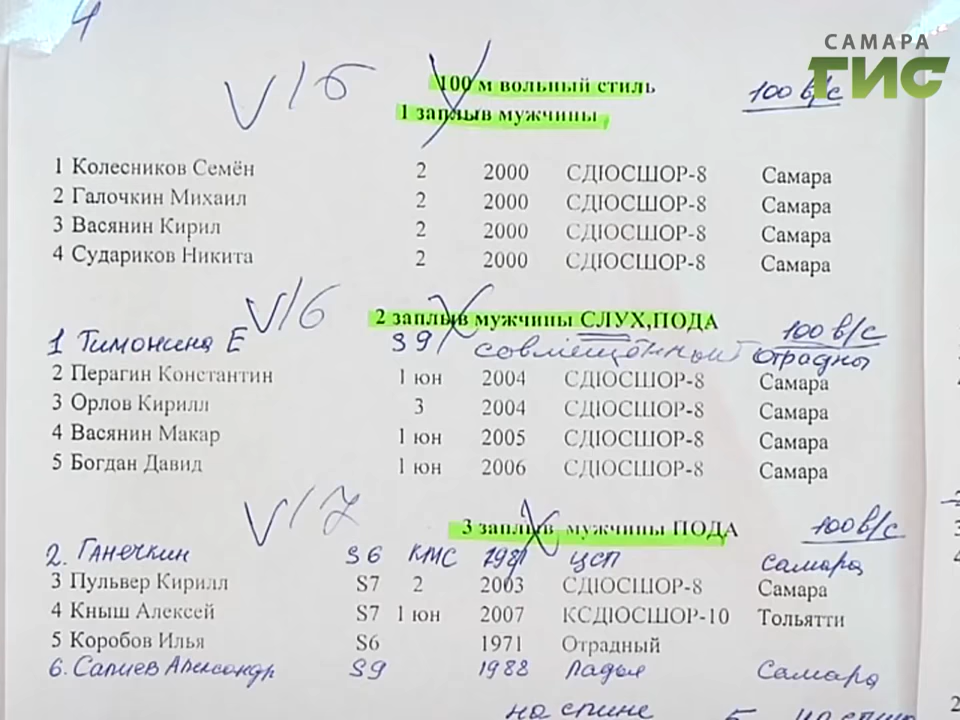 4
САМАРА
ГИС
V/5 100 м вольный стиль 100 в/с
1 заплыв мужчины
1 Колесников Семён 2 2000 СДЮСШОР-8 Самара
2 Галочкин Михаил 2 2000 СДЮСШОР-8 Самара
3 Васянин Кирил 2 2000 СДЮСШОР-8 Самара
4 Судариков Никита 2 2000 СДЮСШОР-8 Самара
V/6 2 заплыв мужчины СЛУХ,ПОДА 100 в/с
1 Тимонина Е S9 совмещённый Отрадны
2 Перагин Константин 1 юн 2004 СДЮСШОР-8 Самара
3 Орлов Кирилл 3 2004 СДЮСШОР-8 Самара
4 Васянин Макар 1 юн 2005 СДЮСШОР-8 Самара
5 Богдан Давид 1 юн 2006 СДЮСШОР-8 Самара
V/7 3 заплыв мужчины ПОДА 100 в/с
2. Ганечкин S6 КМС 1981 ЦСП Самара
3 Пульвер Кирилл S7 2 2003 СДЮСШОР-8 Самара
4 Кныш Алексей S7 1 юн 2007 КСДЮСШОР-10 Тольятти
5 Коробов Илья S6 1971 Отрадный
6. Сапиев Александр S9 1988 Ладья Самара
на спине